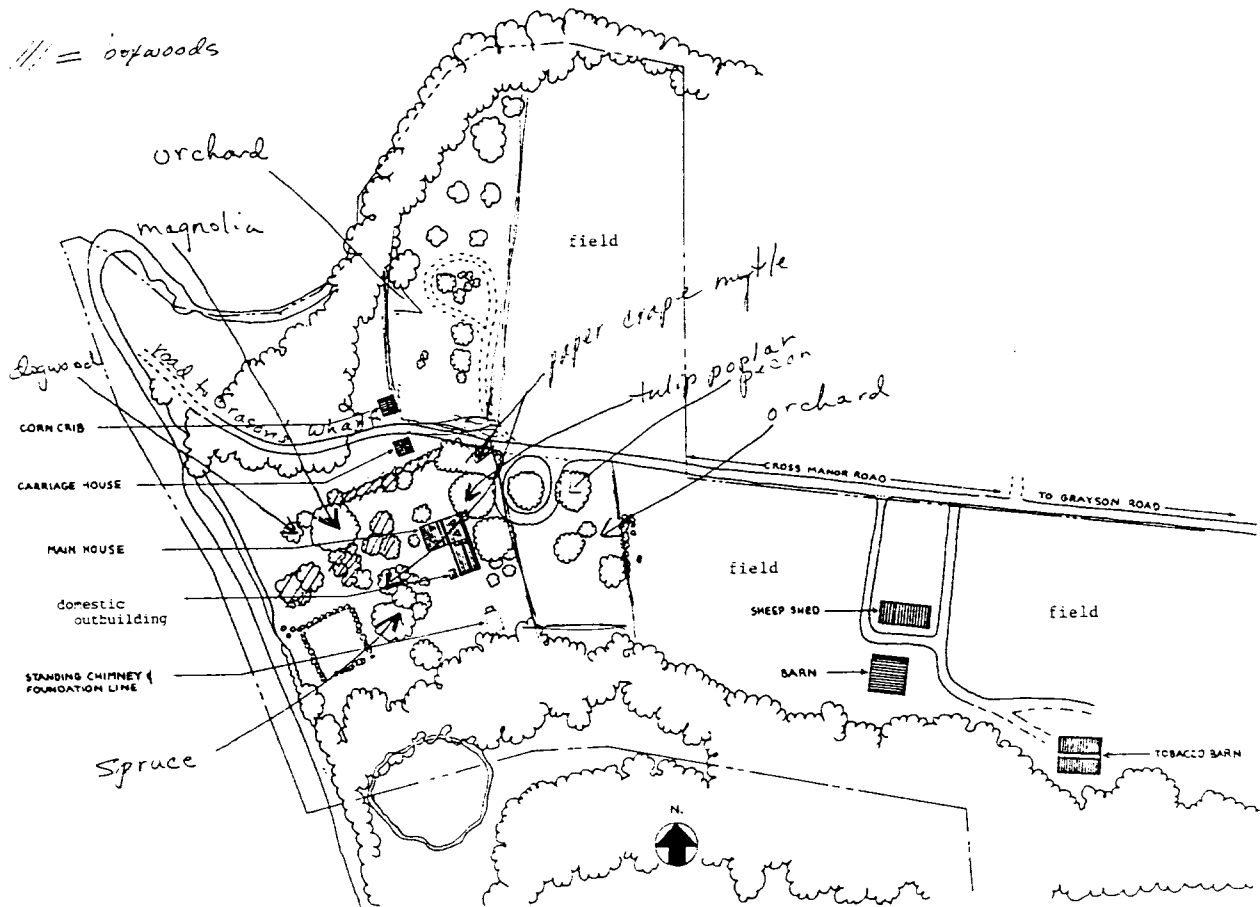 /// = boxwoods
orchard
magnolia
field
paper crape myrtle
dogwood
tulip poplar
pecan
orchard
road to Grason's Wharf
CORN CRIB
CROSS MANOR ROAD
CARRIAGE HOUSE
TO GRAYSON ROAD
MAIN HOUSE
field
domestic
outbuilding
SHEEP SHED
field
STANDING CHIMNEY &
FOUNDATION LINE
BARN
Spruce
TOBACCO BARN
N.